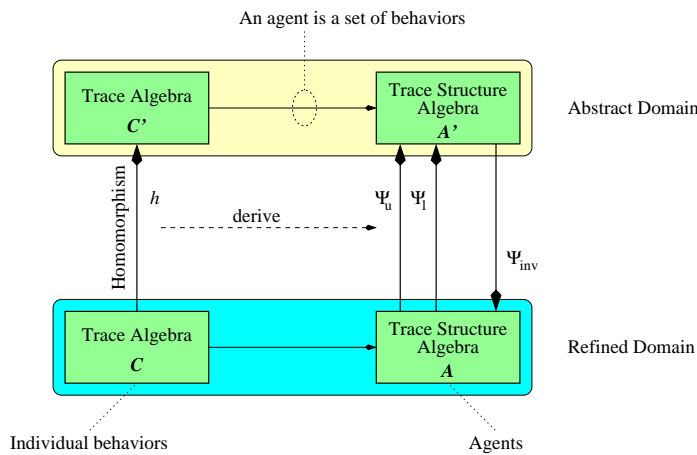 An agent is a set of behaviors
Trace Algebra
C'
Trace Structure
Algebra
A'
Abstract Domain
Homomorphism
h
derive
Ψu
Ψl
Ψinv
Trace Algebra
C
Trace Structure
Algebra
A
Refined Domain
Individual behaviors
Agents